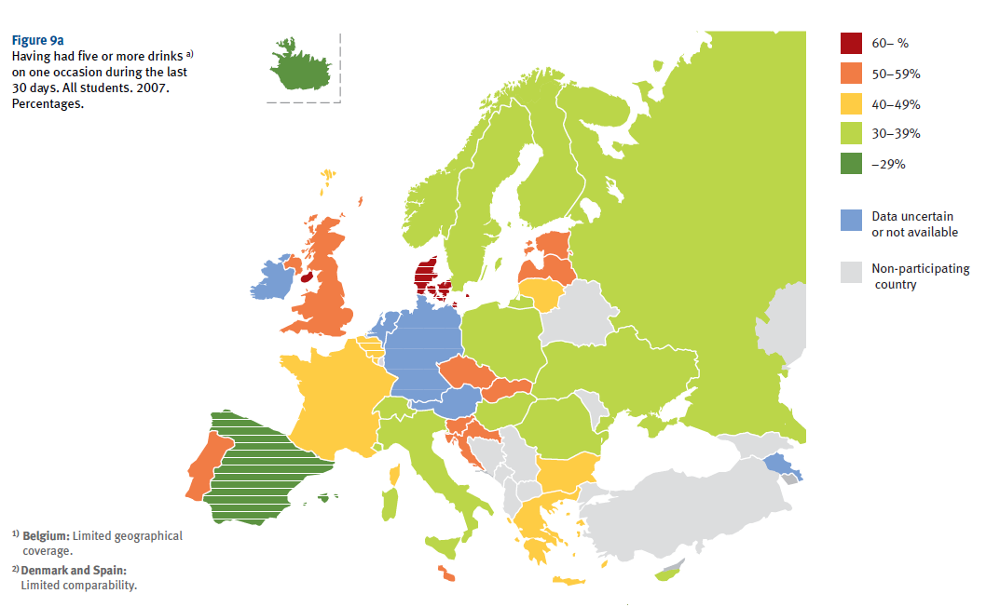 Figure 9a
Having had five or more drinks a)
on one occasion during the last
30 days. All students. 2007.
Percentages.
60– %
50–59%
40–49%
30–39%
–29%
Data uncertain
or not available
Non-participating
country
1) Belgium: Limited geographical
coverage.
2) Denmark and Spain:
Limited comparability.